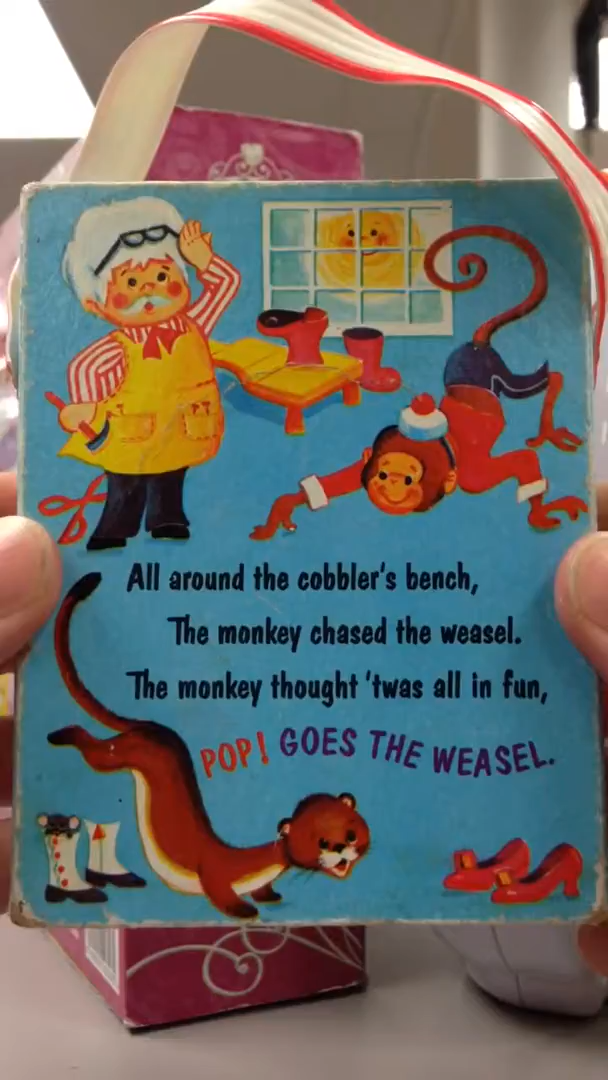 All around the cobbler's bench,
The monkey chased the weasel.
The monkey thought 'twas all in fun,
POP! GOES THE WEASEL.